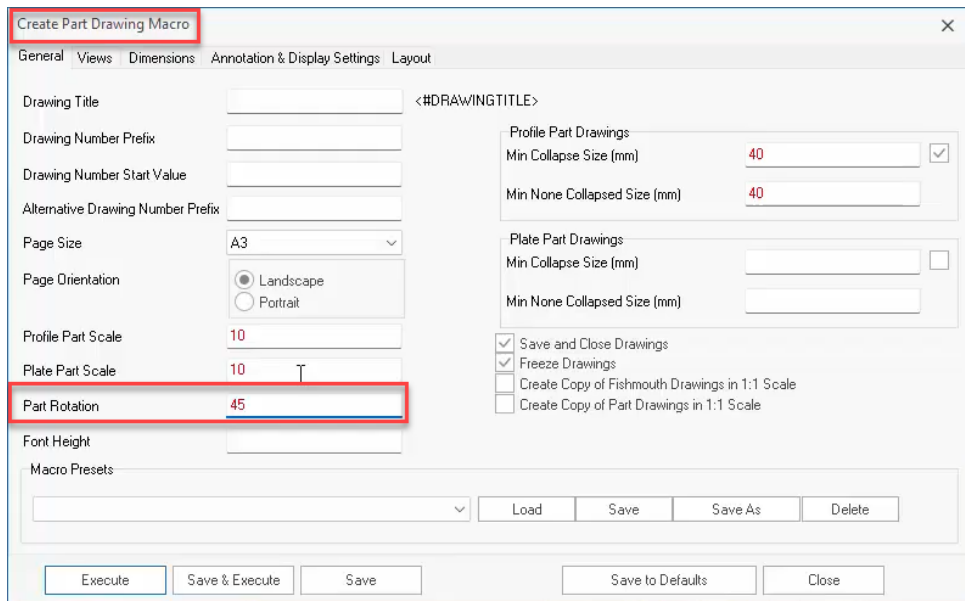 Create Part Drawing Macro
General Views Dimensions Annotation & Display Settings Layout
Drawing Title <#DRAWINGTITLE>
Drawing Number Prefix
Drawing Number Start Value
Alternative Drawing Number Prefix
Page Size A3
Page Orientation Landscape
Portrait
Profile Part Scale 10
Plate Part Scale 10
Part Rotation 45
Font Height
Profile Part Drawings
Min Collapse Size (mm) 40
Min None Collapsed Size (mm) 40
Plate Part Drawings
Min Collapse Size (mm)
Min None Collapsed Size (mm)
Save and Close Drawings
Freeze Drawings
Create Copy of Fishmouth Drawings in 1:1 Scale
Create Copy of Part Drawings in 1:1 Scale
Macro Presets
Load Save Save As Delete
Execute Save & Execute Save Save to Defaults Close